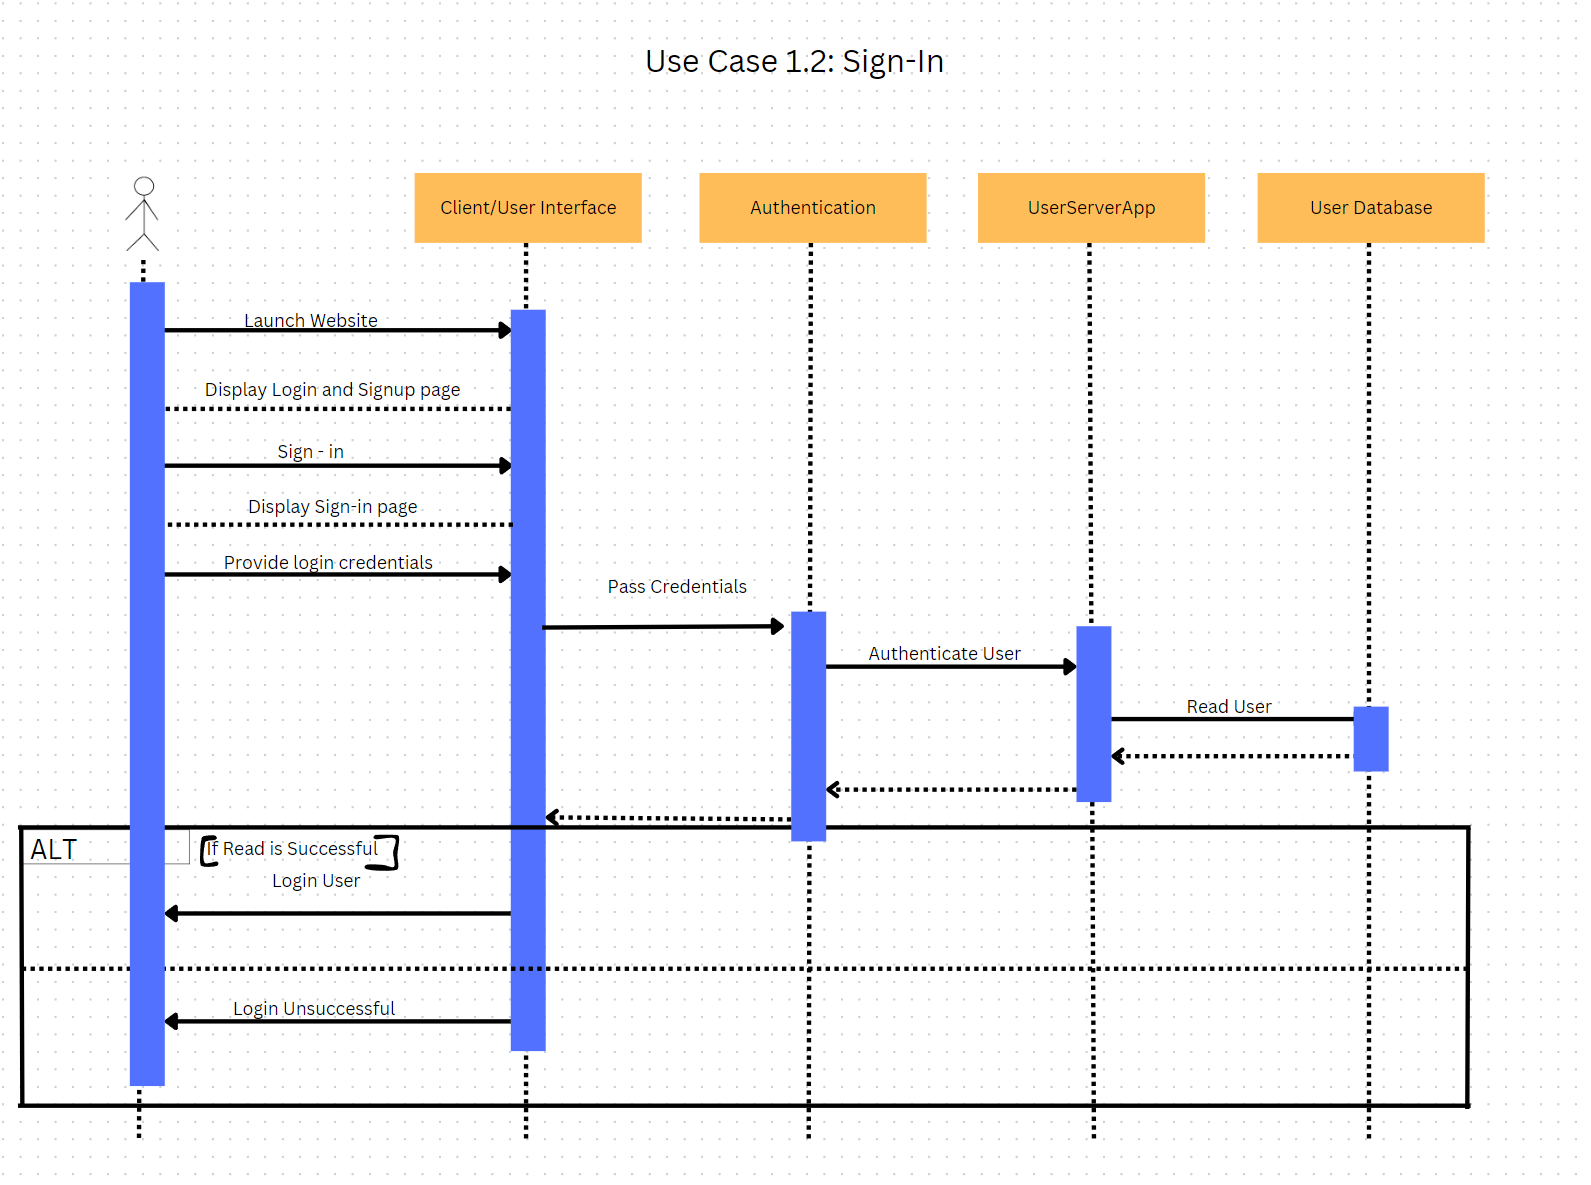 Use Case 1.2: Sign-In
Client/User Interface
Authentication
UserServerApp
User Database
Launch Website
Display Login and Signup page
Sign - in
Display Sign-in page
Provide login credentials
Pass Credentials
Authenticate User
Read User
ALT
[If Read is Successful]
Login User
Login Unsuccessful